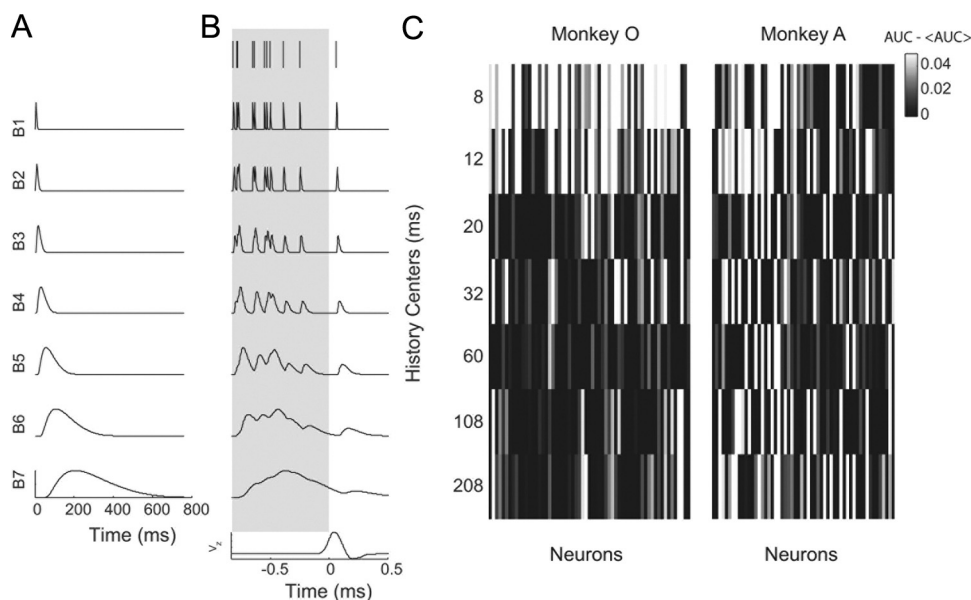 A
B
C
Monkey O
Monkey A
AUC - <AUC>
0.04
0.02
0
B1
B2
B3
B4
B5
B6
B7
0 200 400 600 800
Time (ms)
v_z
-0.5 0 0.5
Time (ms)
History Centers (ms)
8
12
20
32
60
108
208
Neurons
Neurons